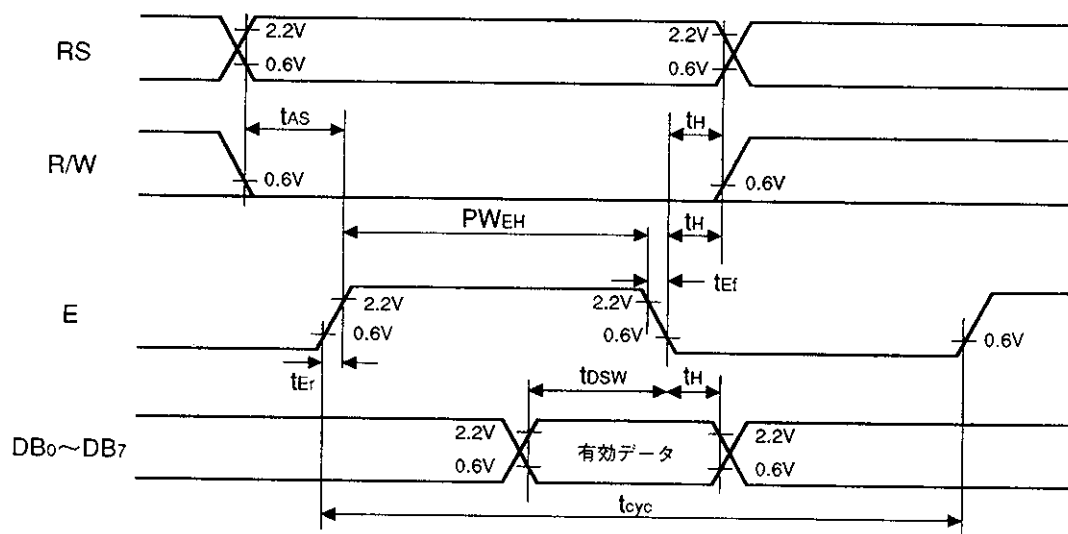 RS
2.2V
0.6V
2.2V
0.6V
tAS
tH
R/W
0.6V
0.6V
PWEH
tH
tEf
E
2.2V
0.6V
2.2V
0.6V
0.6V
tEr
tDSW
tH
DB0～DB7
2.2V
0.6V
有効データ
2.2V
0.6V
tcyc